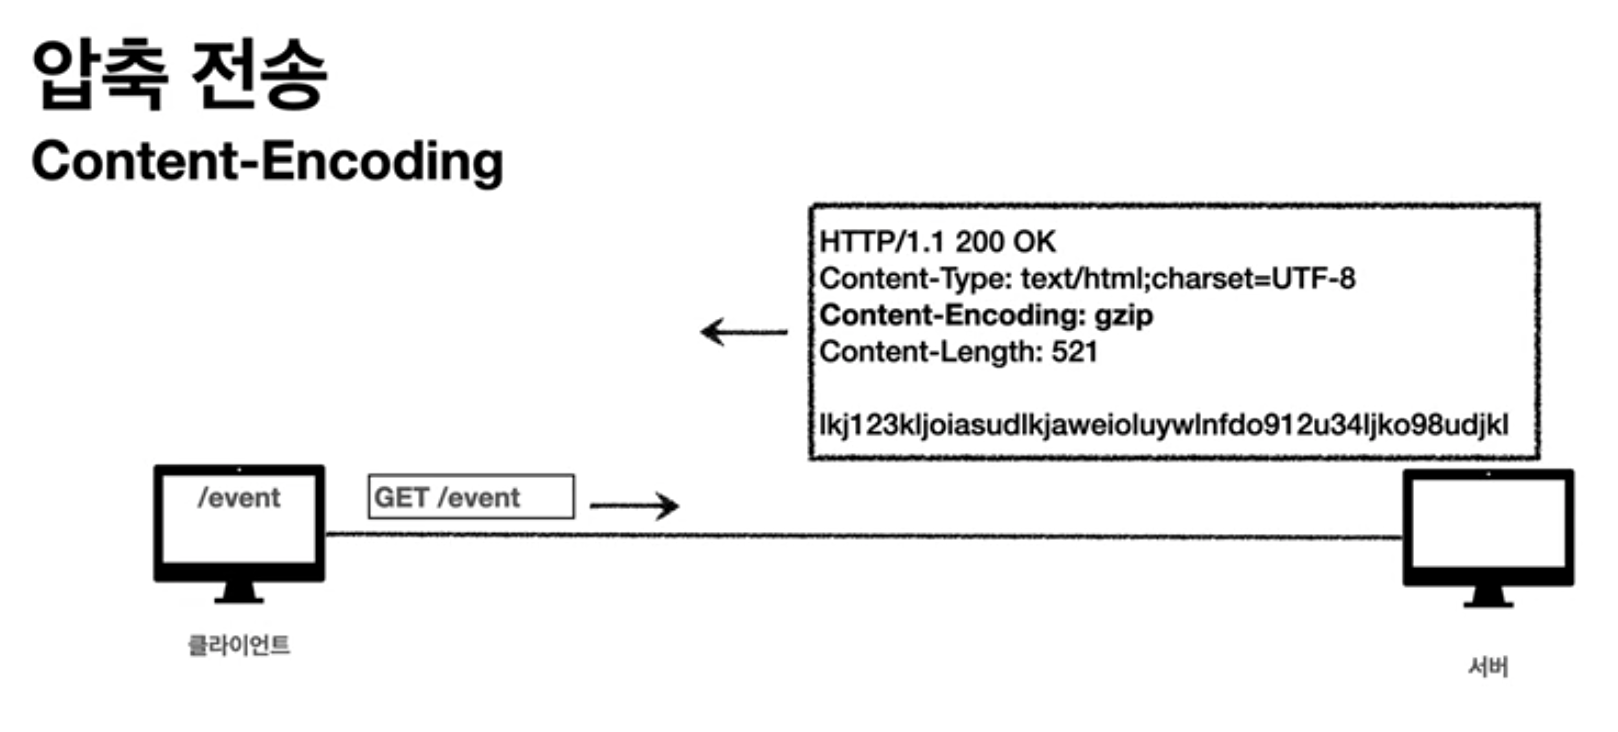 압축 전송
Content-Encoding
HTTP/1.1 200 OK
Content-Type: text/html;charset=UTF-8
Content-Encoding: gzip
Content-Length: 521
lkj123kljoiasudlkjaweioluywlnfdo912u34ljko98udjkl
/event
GET /event
클라이언트
서버